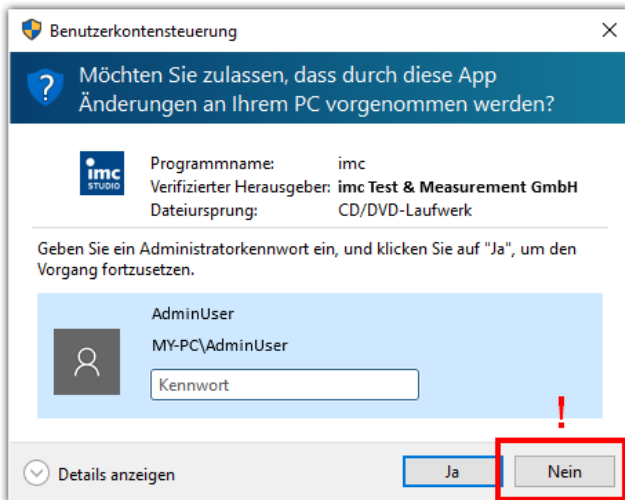 Benutzerkontensteuerung
?
Möchten Sie zulassen, dass durch diese App
Änderungen an Ihrem PC vorgenommen werden?
imc
STUDIO
Programmname: imc
Verifizierter Herausgeber: imc Test & Measurement GmbH
Dateiursprung: CD/DVD-Laufwerk
Geben Sie ein Administratorkennwort ein, und klicken Sie auf "Ja", um den
Vorgang fortzusetzen.
AdminUser
MY-PC\AdminUser
Kennwort
!
Details anzeigen Ja Nein